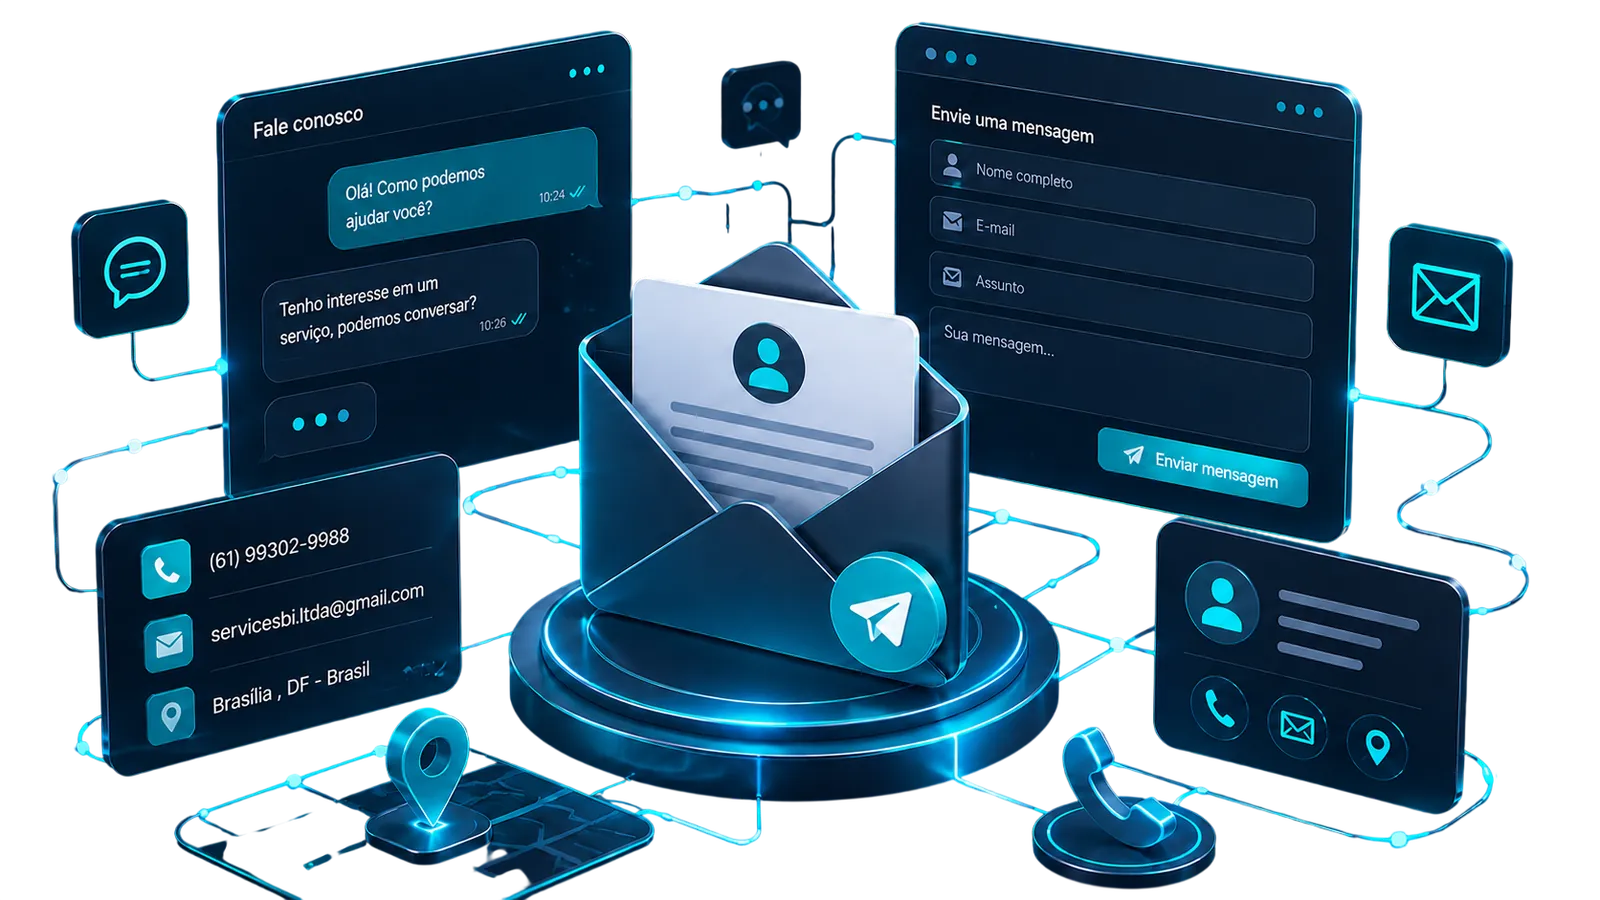 Fale conosco
Olá! Como podemos
ajudar você?
10:24
Tenho interesse em um
serviço, podemos conversar?
10:26
Envie uma mensagem
Nome completo
E-mail
Assunto
Sua mensagem...
Enviar mensagem
(61) 99302-9988
servicesbi.ltda@gmail.com
Brasília , DF - Brasil